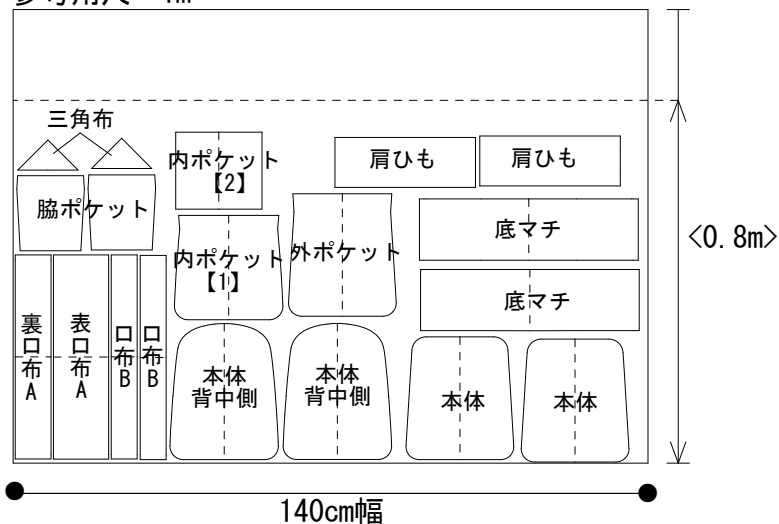 三角布
脇ポケット
内ポケット
【2】
肩ひも
肩ひも
内ポケット
【1】
外ポケット
底マチ
底マチ
<0.8m>
裏口布A
表口布A
口布B
口布B
本体
背中側
本体
背中側
本体
本体
140cm幅